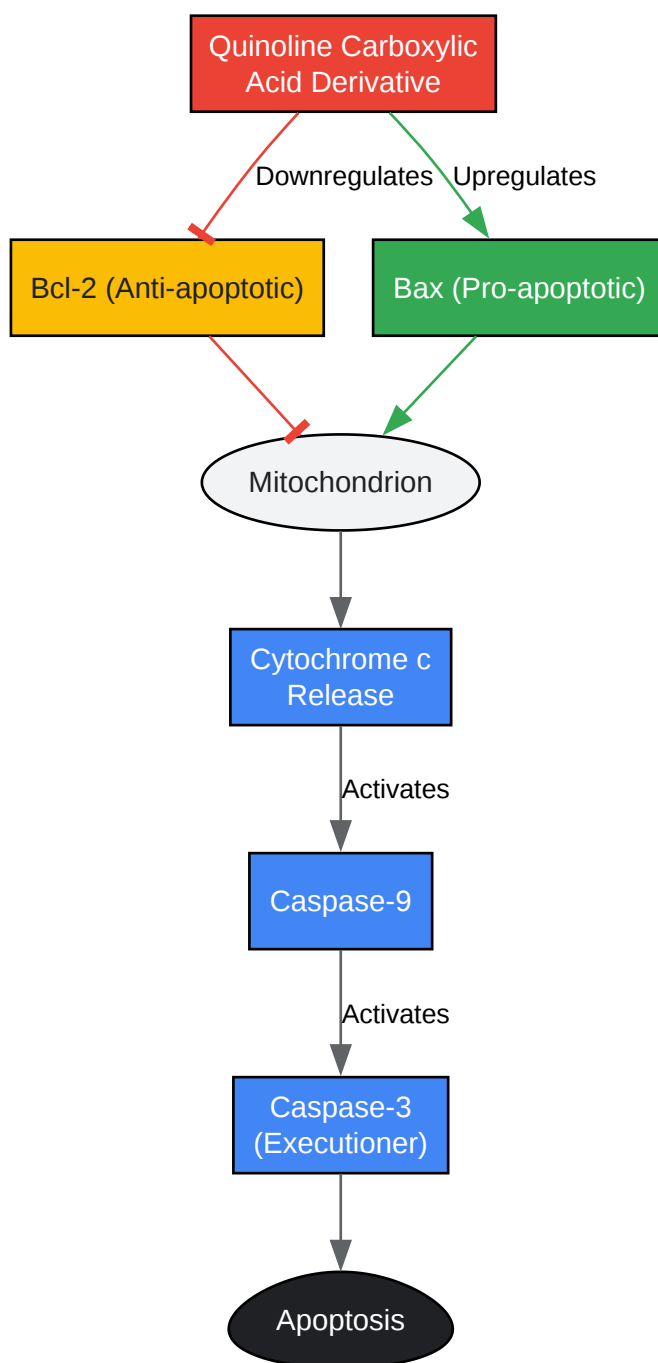 Quinoline Carboxylic
Acid Derivative
Downregulates
Upregulates
Bcl-2 (Anti-apoptotic)
Bax (Pro-apoptotic)
Mitochondrion
Cytochrome c
Release
Activates
Caspase-9
Activates
Caspase-3
(Executioner)
Apoptosis